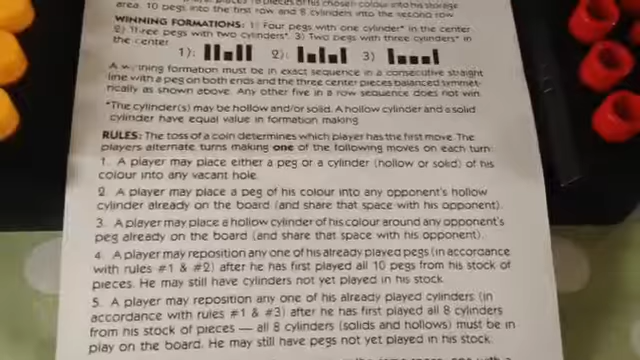 places 18 pieces of his chosen colour into his storage
area. 10 pegs into the first row and 8 cylinders into the second row
WINNING FORMATIONS: 1) Four pegs with one cylinder* in the center
2) Three pegs with two cylinders*. 3) Two pegs with three cylinders* in
the center
1): 2): 3)
A winning formation must be in exact sequence in a consecutive straight
line with a peg on both ends and the three center pieces balanced symmet-
rically as shown above. Any other five in a row sequence does not win.
*The cylinder(s) may be hollow and/or solid. A hollow cylinder and a solid
cylinder have equal value in formation making.
RULES: The toss of a coin determines which player has the first move. The
players alternate turns making one of the following moves on each turn:
1. A player may place either a peg or a cylinder (hollow or solid) of his
colour into any vacant hole.
2. A player may place a peg of his colour into any opponent's hollow
cylinder already on the board (and share that space with his opponent).
3. A player may place a hollow cylinder of his colour around any opponent's
peg already on the board (and share that space with his opponent).
4. A player may reposition any one of his already played pegs (in accordance
with rules #1 & #2) after he has first played all 10 pegs from his stock of
pieces. He may still have cylinders not yet played in his stock.
5. A player may reposition any one of his already played cylinders (in
accordance with rules #1 & #3) after he has first played all 8 cylinders
from his stock of pieces — all 8 cylinders (solids and hollows) must be in
play on the board. He may still have pegs not yet played in his stock.